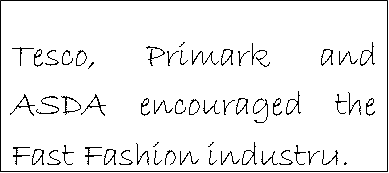 Tesco, Primark and
ASDA encouraged the
Fast Fashion industry.